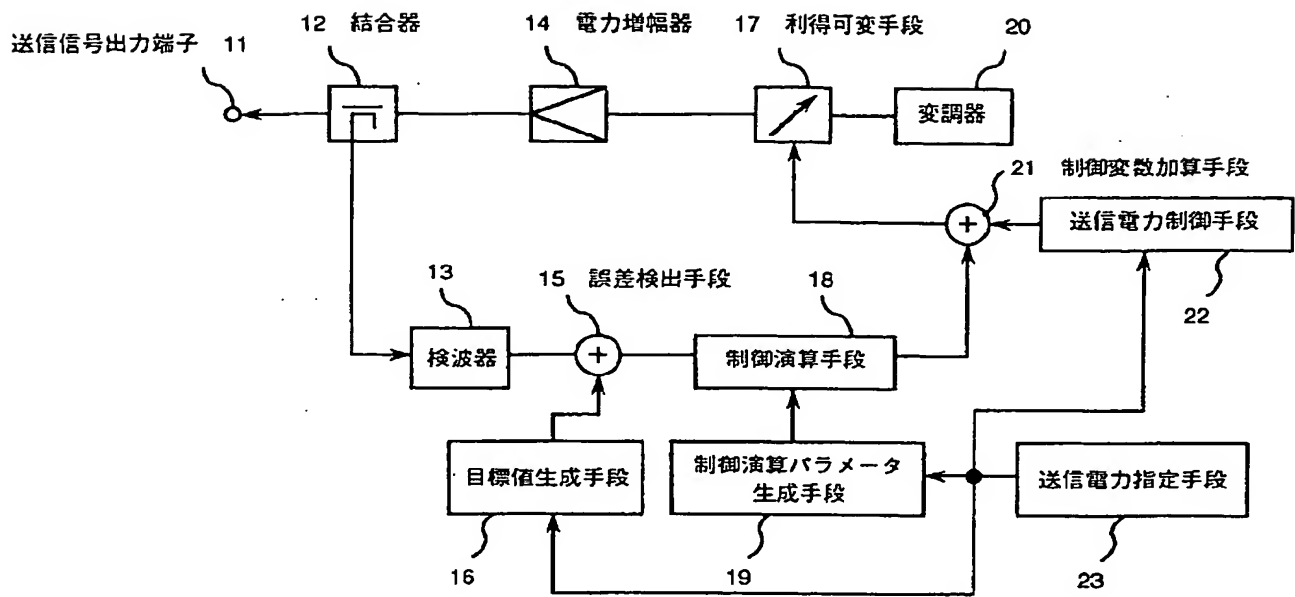 12 結合器
14 電力増幅器
17 利得可変手段
20
送信信号出力端子 11
変調器
21 制御変数加算手段
送信電力制御手段
22
13
15 誤差検出手段
18
検波器
制御演算手段
目標値生成手段
制御演算パラメータ
生成手段
送信電力指定手段
16
19
23
+
+